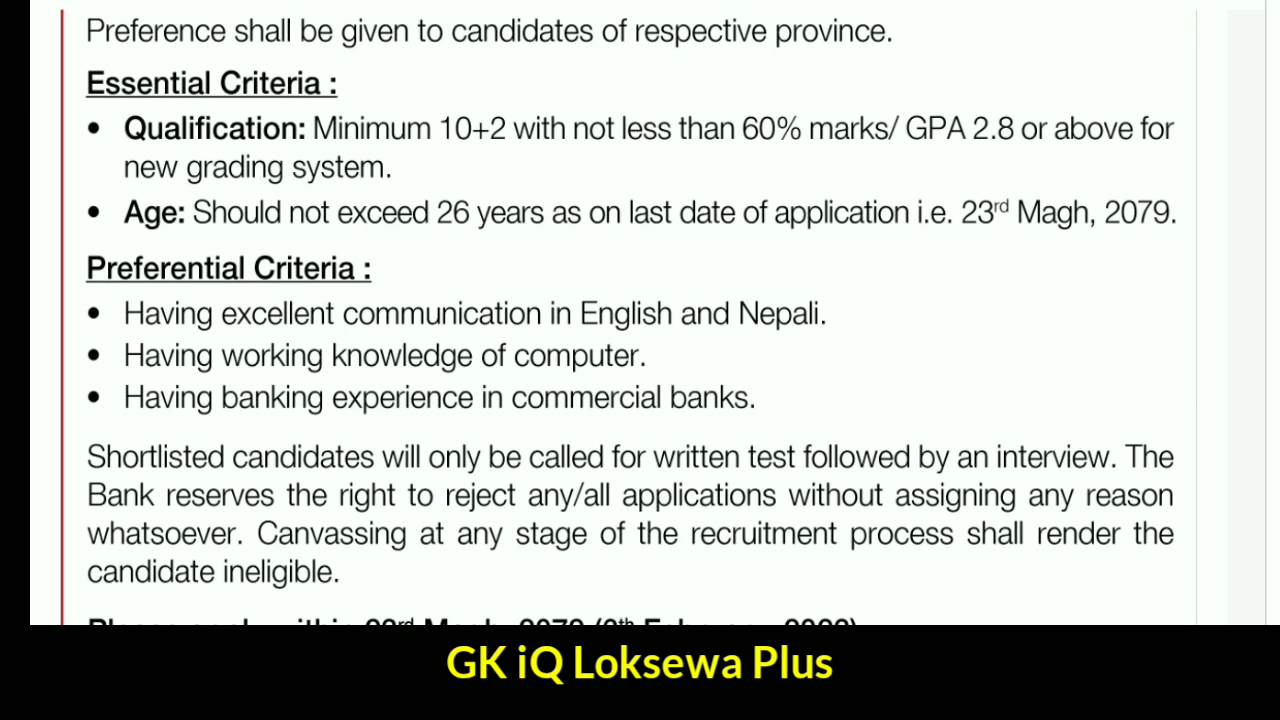 Preference shall be given to candidates of respective province.
Essential Criteria :
• Qualification: Minimum 10+2 with not less than 60% marks/ GPA 2.8 or above for
new grading system.
• Age: Should not exceed 26 years as on last date of application i.e. 23rd Magh, 2079.
Preferential Criteria :
• Having excellent communication in English and Nepali.
• Having working knowledge of computer.
• Having banking experience in commercial banks.
Shortlisted candidates will only be called for written test followed by an interview. The
Bank reserves the right to reject any/all applications without assigning any reason
whatsoever. Canvassing at any stage of the recruitment process shall render the
candidate ineligible.
GK iQ Loksewa Plus